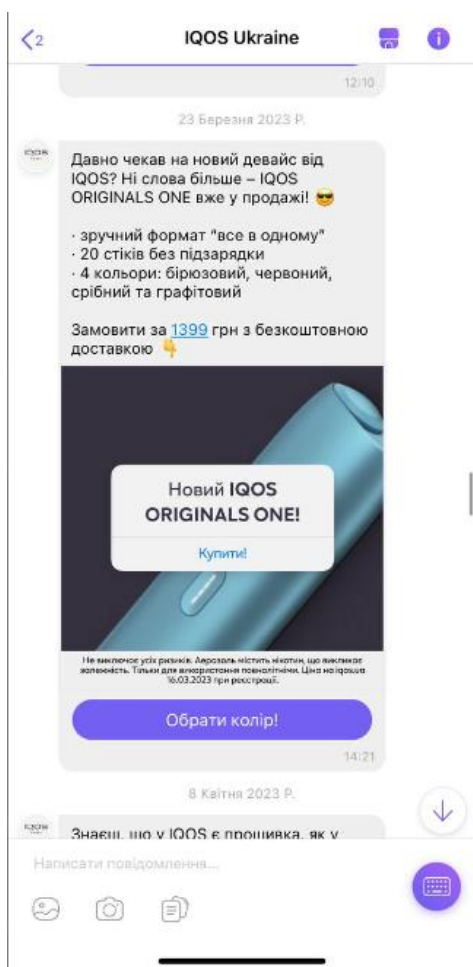 2
IQOS Ukraine
12:10
23 Березня 2023 Р.
IQOS
Давно чекав на новий девайс від
IQOS? Ні слова більше – IQOS
ORIGINALS ONE вже у продажі! 😎
· зручний формат "все в одному"
· 20 стіків без підзарядки
· 4 кольори: бірюзовий, червоний,
срібний та графітовий
Замовити за 1399 грн з безкоштовною
доставкою 👇
Новий IQOS
ORIGINALS ONE!
Купити!
Не виключає усіх ризиків. Аерозоль містить нікотин, що викликає
залежність. Тільки для використання повнолітніми. Ціна на iqos.ua
16.03.2023 при реєстрації.
Обрати колір!
14:21
8 Квітня 2023 Р.
IQOS
Знаєш, що у IQOS є прошивка, як у
Написати повідомлення...